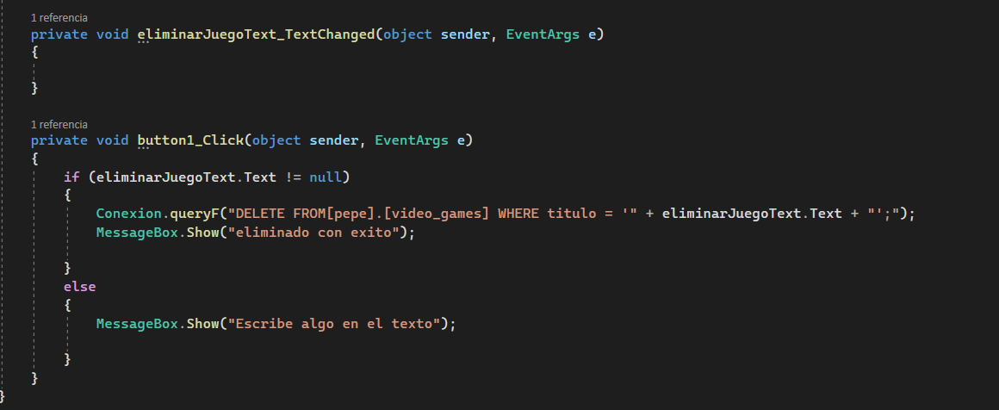 1 referencia
private void eliminarJuegoText_TextChanged(object sender, EventArgs e)
{
}
1 referencia
private void button1_Click(object sender, EventArgs e)
{
if (eliminarJuegoText.Text != null)
{
Conexion.queryF("DELETE FROM[pepe].[video_games] WHERE titulo = '" + eliminarJuegoText.Text + "';");
MessageBox.Show("eliminado con exito");
}
else
{
MessageBox.Show("Escribe algo en el texto");
}
}
}